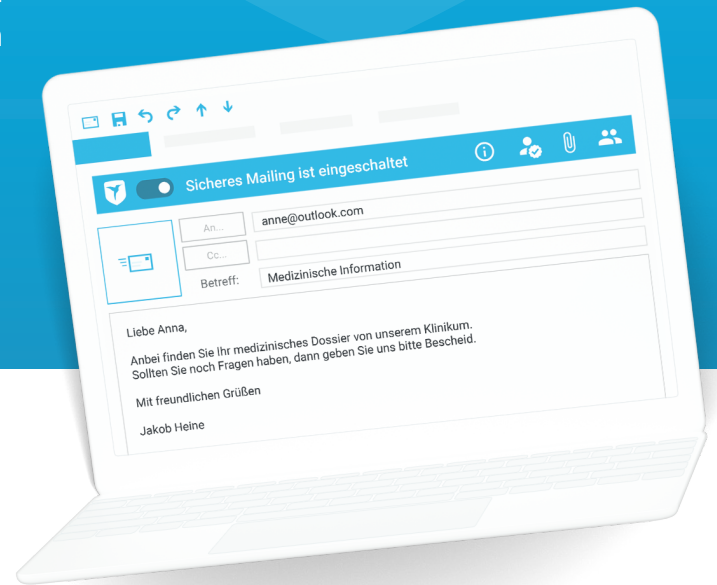 Sicheres Mailing ist eingeschaltet
An...
anne@outlook.com
Cc...
Betreff:
Medizinische Information
Liebe Anna,
Anbei finden Sie Ihr medizinisches Dossier von unserem Klinikum.
Sollten Sie noch Fragen haben, dann geben Sie uns bitte Bescheid.
Mit freundlichen Grüßen
Jakob Heine